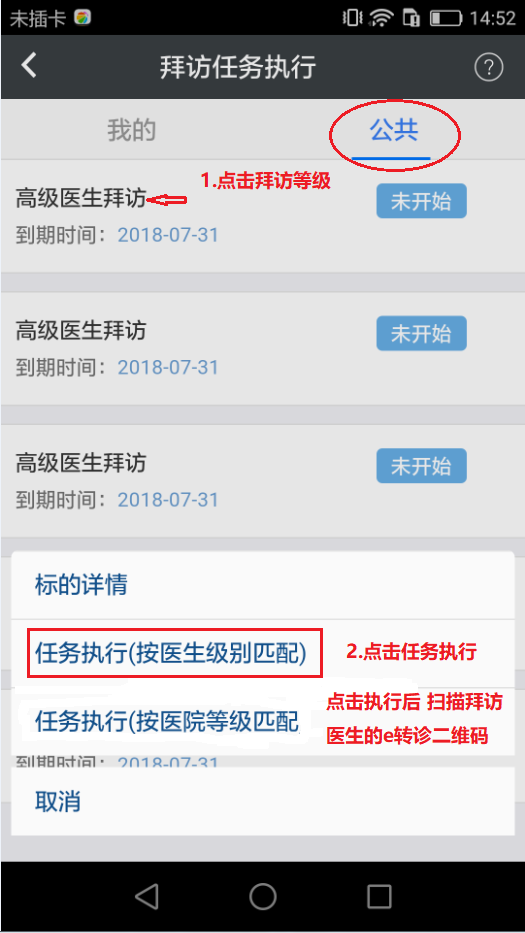 未插卡 14:52
拜访任务执行 ?
我的 公共
1.点击拜访等级
高级医生拜访 未开始
到期时间：2018-07-31
高级医生拜访 未开始
到期时间：2018-07-31
高级医生拜访 未开始
到期时间：2018-07-31
标的详情
任务执行(按医生级别匹配) 2.点击任务执行
点击执行后 扫描拜访
任务执行(按医院等级匹配
医生的e转诊二维码
到期时间：2018-07-31
取消